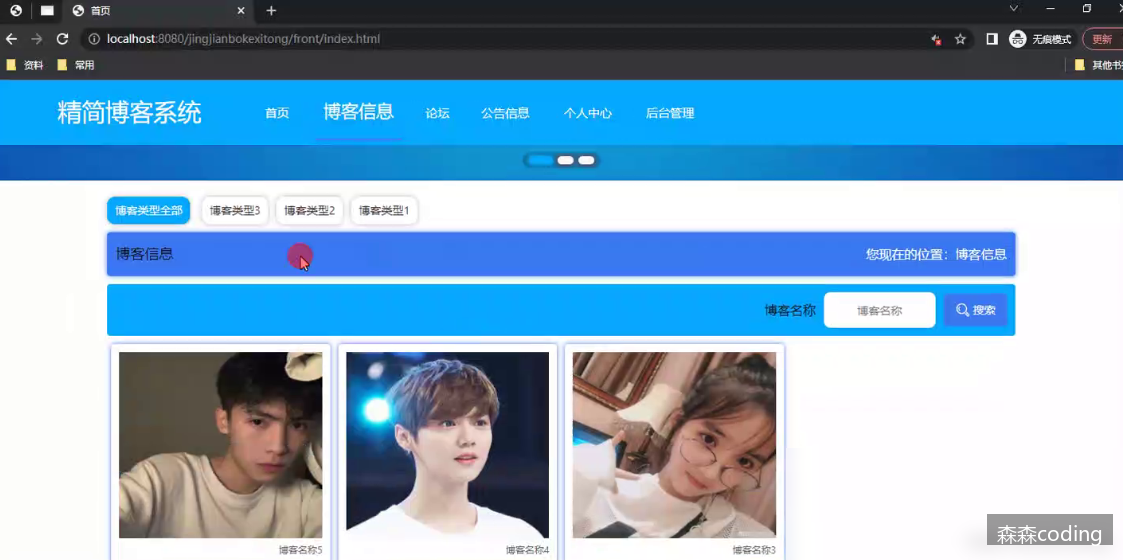 首页
localhost:8080/jingjianbokexitong/front/index.html
无痕模式
更新
资料
常用
其他书
精简博客系统
首页
博客信息
论坛
公告信息
个人中心
后台管理
博客类型全部
博客类型3
博客类型2
博客类型1
博客信息
您现在的位置：博客信息
博客名称
博客名称
搜索
博客名称5
博客名称4
博客名称3
森森coding